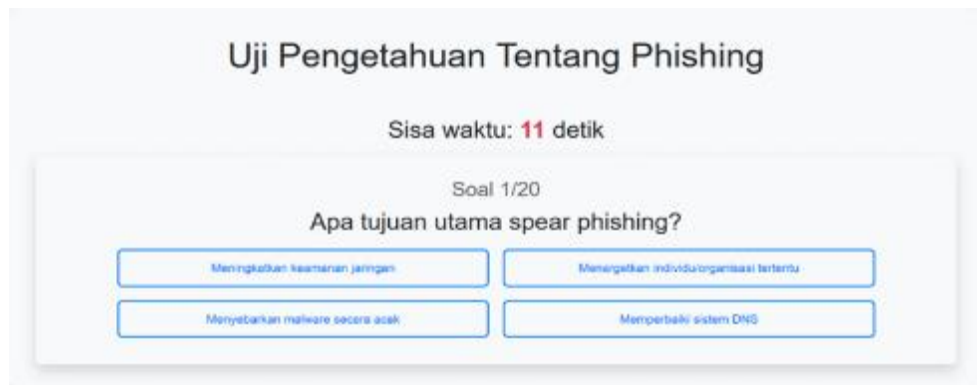 Uji Pengetahuan Tentang Phishing
Sisa waktu: 11 detik
Soal 1/20
Apa tujuan utama spear phishing?
Meningkatkan keamanan jaringan
Menargetkan individu/organisasi tertentu
Menyebarkan malware secara acak
Memperbaiki sistem DNS